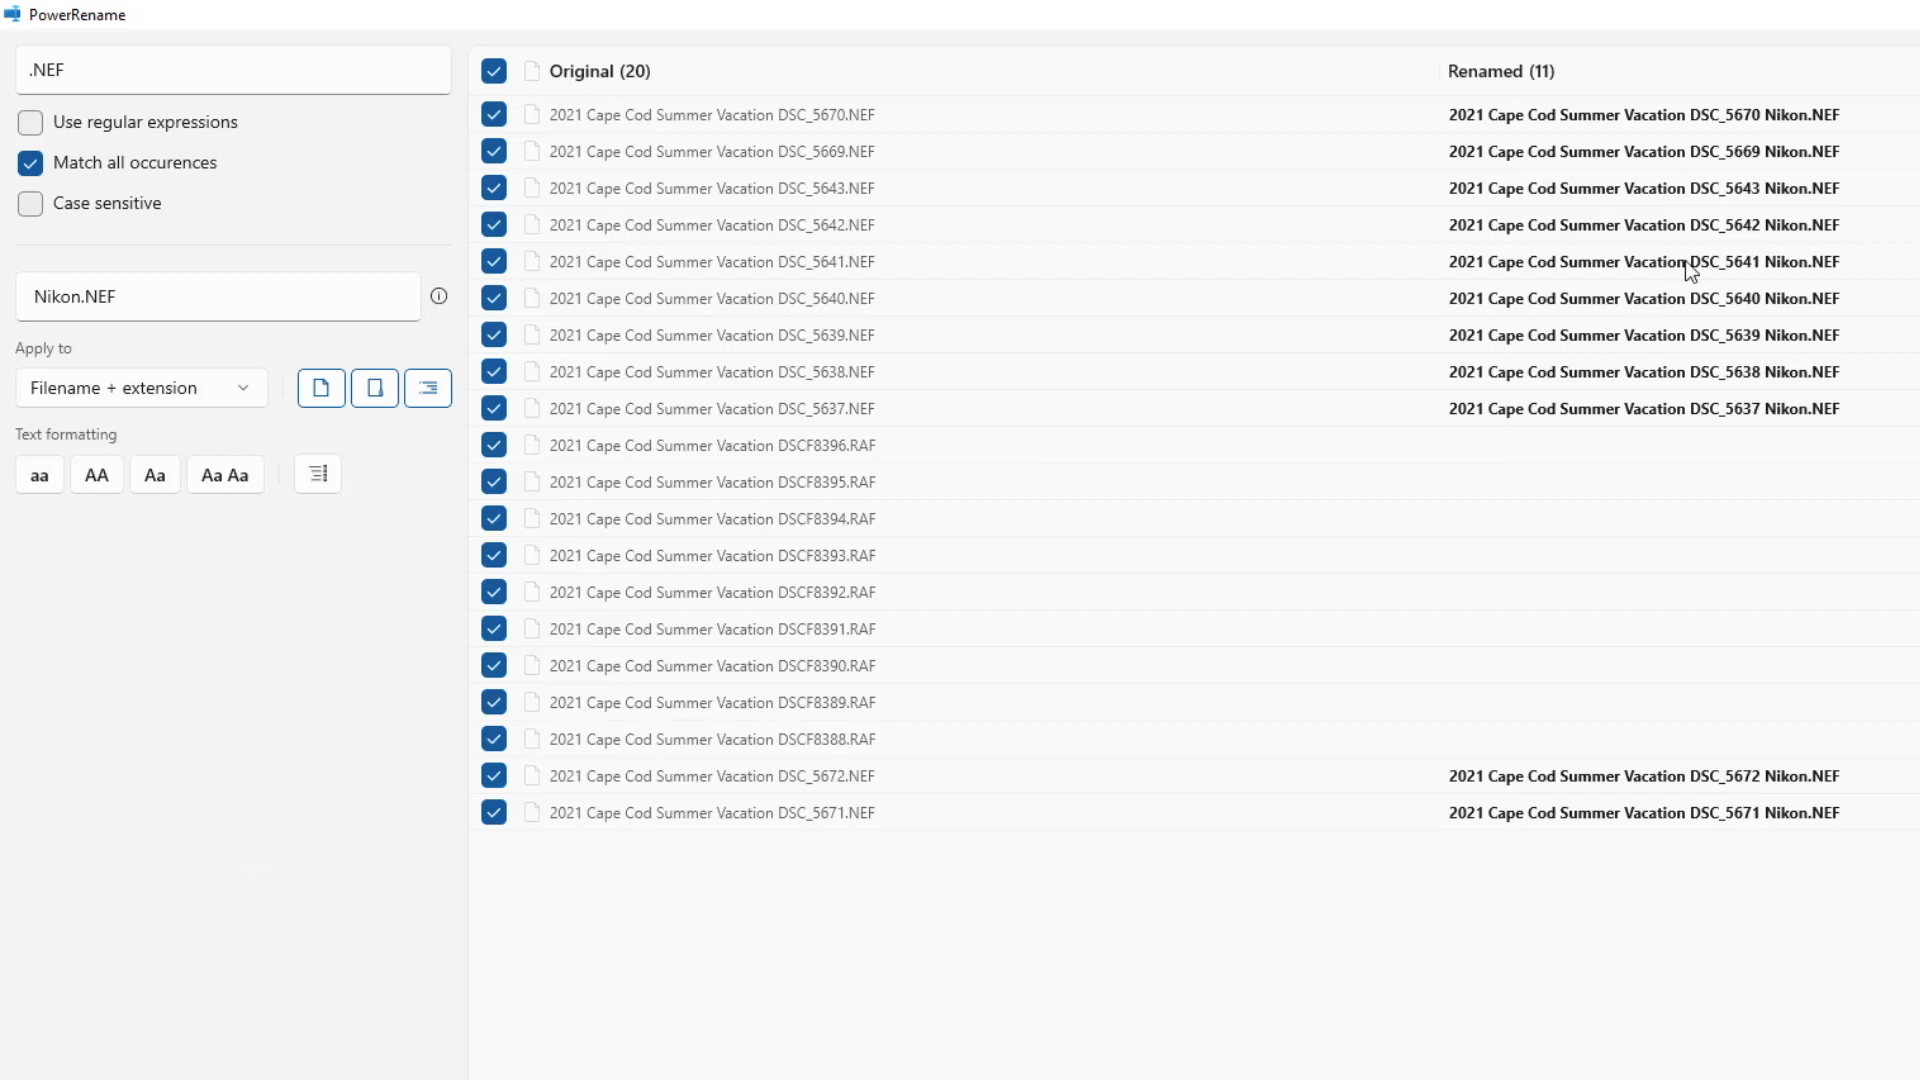 PowerRename
.NEF
Use regular expressions
Match all occurences
Case sensitive
Nikon.NEF
Apply to
Filename + extension
Text formatting
aa AA Aa Aa Aa
Original (20) Renamed (11)
2021 Cape Cod Summer Vacation DSC_5670.NEF 2021 Cape Cod Summer Vacation DSC_5670 Nikon.NEF
2021 Cape Cod Summer Vacation DSC_5669.NEF 2021 Cape Cod Summer Vacation DSC_5669 Nikon.NEF
2021 Cape Cod Summer Vacation DSC_5643.NEF 2021 Cape Cod Summer Vacation DSC_5643 Nikon.NEF
2021 Cape Cod Summer Vacation DSC_5642.NEF 2021 Cape Cod Summer Vacation DSC_5642 Nikon.NEF
2021 Cape Cod Summer Vacation DSC_5641.NEF 2021 Cape Cod Summer Vacation DSC_5641 Nikon.NEF
2021 Cape Cod Summer Vacation DSC_5640.NEF 2021 Cape Cod Summer Vacation DSC_5640 Nikon.NEF
2021 Cape Cod Summer Vacation DSC_5639.NEF 2021 Cape Cod Summer Vacation DSC_5639 Nikon.NEF
2021 Cape Cod Summer Vacation DSC_5638.NEF 2021 Cape Cod Summer Vacation DSC_5638 Nikon.NEF
2021 Cape Cod Summer Vacation DSC_5637.NEF 2021 Cape Cod Summer Vacation DSC_5637 Nikon.NEF
2021 Cape Cod Summer Vacation DSCF8396.RAF
2021 Cape Cod Summer Vacation DSCF8395.RAF
2021 Cape Cod Summer Vacation DSCF8394.RAF
2021 Cape Cod Summer Vacation DSCF8393.RAF
2021 Cape Cod Summer Vacation DSCF8392.RAF
2021 Cape Cod Summer Vacation DSCF8391.RAF
2021 Cape Cod Summer Vacation DSCF8390.RAF
2021 Cape Cod Summer Vacation DSCF8389.RAF
2021 Cape Cod Summer Vacation DSCF8388.RAF
2021 Cape Cod Summer Vacation DSC_5672.NEF 2021 Cape Cod Summer Vacation DSC_5672 Nikon.NEF
2021 Cape Cod Summer Vacation DSC_5671.NEF 2021 Cape Cod Summer Vacation DSC_5671 Nikon.NEF